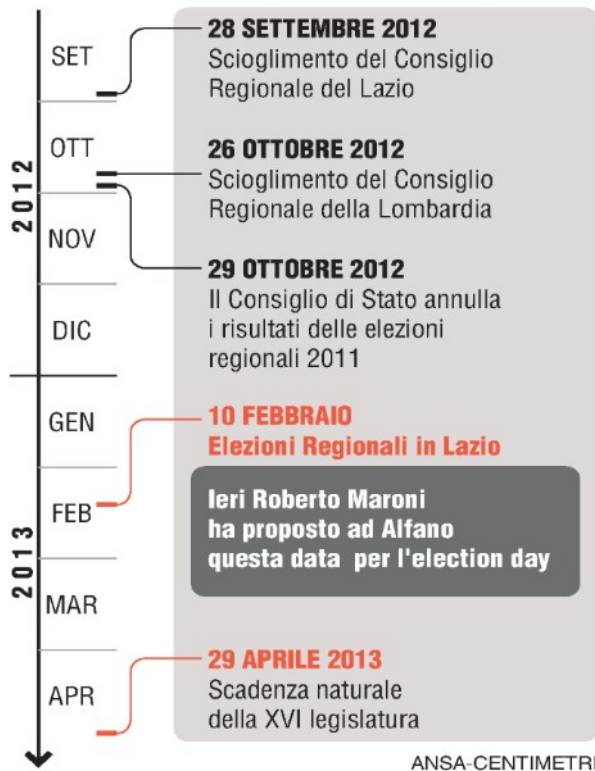 2012
SET
OTT
NOV
DIC
2013
GEN
FEB
MAR
APR
28 SETTEMBRE 2012
Scioglimento del Consiglio
Regionale del Lazio
26 OTTOBRE 2012
Scioglimento del Consiglio
Regionale della Lombardia
29 OTTOBRE 2012
Il Consiglio di Stato annulla
i risultati delle elezioni
regionali 2011
10 FEBBRAIO
Elezioni Regionali in Lazio
Ieri Roberto Maroni
ha proposto ad Alfano
questa data per l'election day
29 APRILE 2013
Scadenza naturale
della XVI legislatura
ANSA-CENTIMETRI